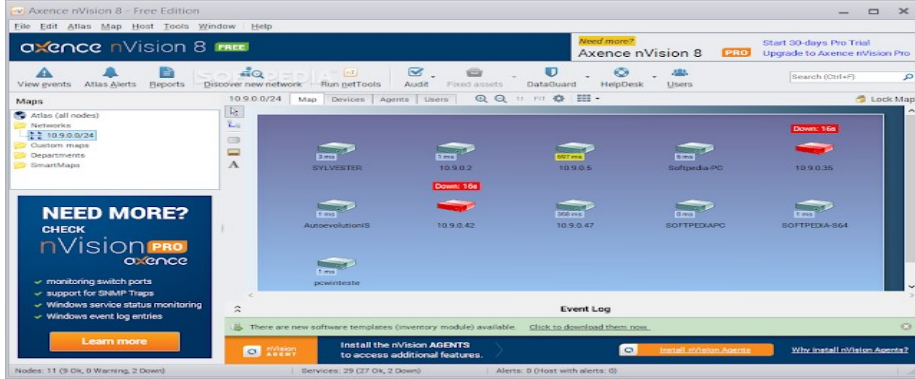 Axence nVision 8 - Free Edition
File Edit Atlas Map Host Tools Window Help
axence nVision 8 FREE
Need more?
Axence nVision 8 PRO
Start 30-days Pro Trial
Upgrade to Axence nVision Pro
View events Atlas Alerts Reports Discover new network Run netTools Audit Fixed assets DataGuard HelpDesk Users
Search (Ctrl+F)
Maps
10.9.0.0/24 Map Devices Agents Users 1:1 FIT Lock Map
Atlas (all nodes)
Networks
10.9.0.0/24
Custom maps
Departments
SmartMaps
Down: 16s
3 ms 1 ms 697 ms 6 ms
SYLVESTER 10.9.0.2 10.9.0.5 Softpedia-PC 10.9.0.35
Down: 16s
1 ms 368 ms 0 ms 1 ms
AutoevolutionIS 10.9.0.42 10.9.0.47 SOFTPEDIAPC SOFTPEDIA-S64
1 ms
pcwinteste
NEED MORE?
CHECK
nVision PRO
axence
monitoring switch ports
support for SNMP Traps
Windows service status monitoring
Windows event log entries
Learn more
Event Log
There are new software templates (inventory module) available. Click to download them now.
nVision AGENT
Install the nVision AGENTS
to access additional features.
Install nVision Agents
Why install nVision Agents?
Nodes: 11 (9 Ok, 0 Warning, 2 Down) Services: 29 (27 Ok, 2 Down) Alerts: 0 (Host with alerts: 0)